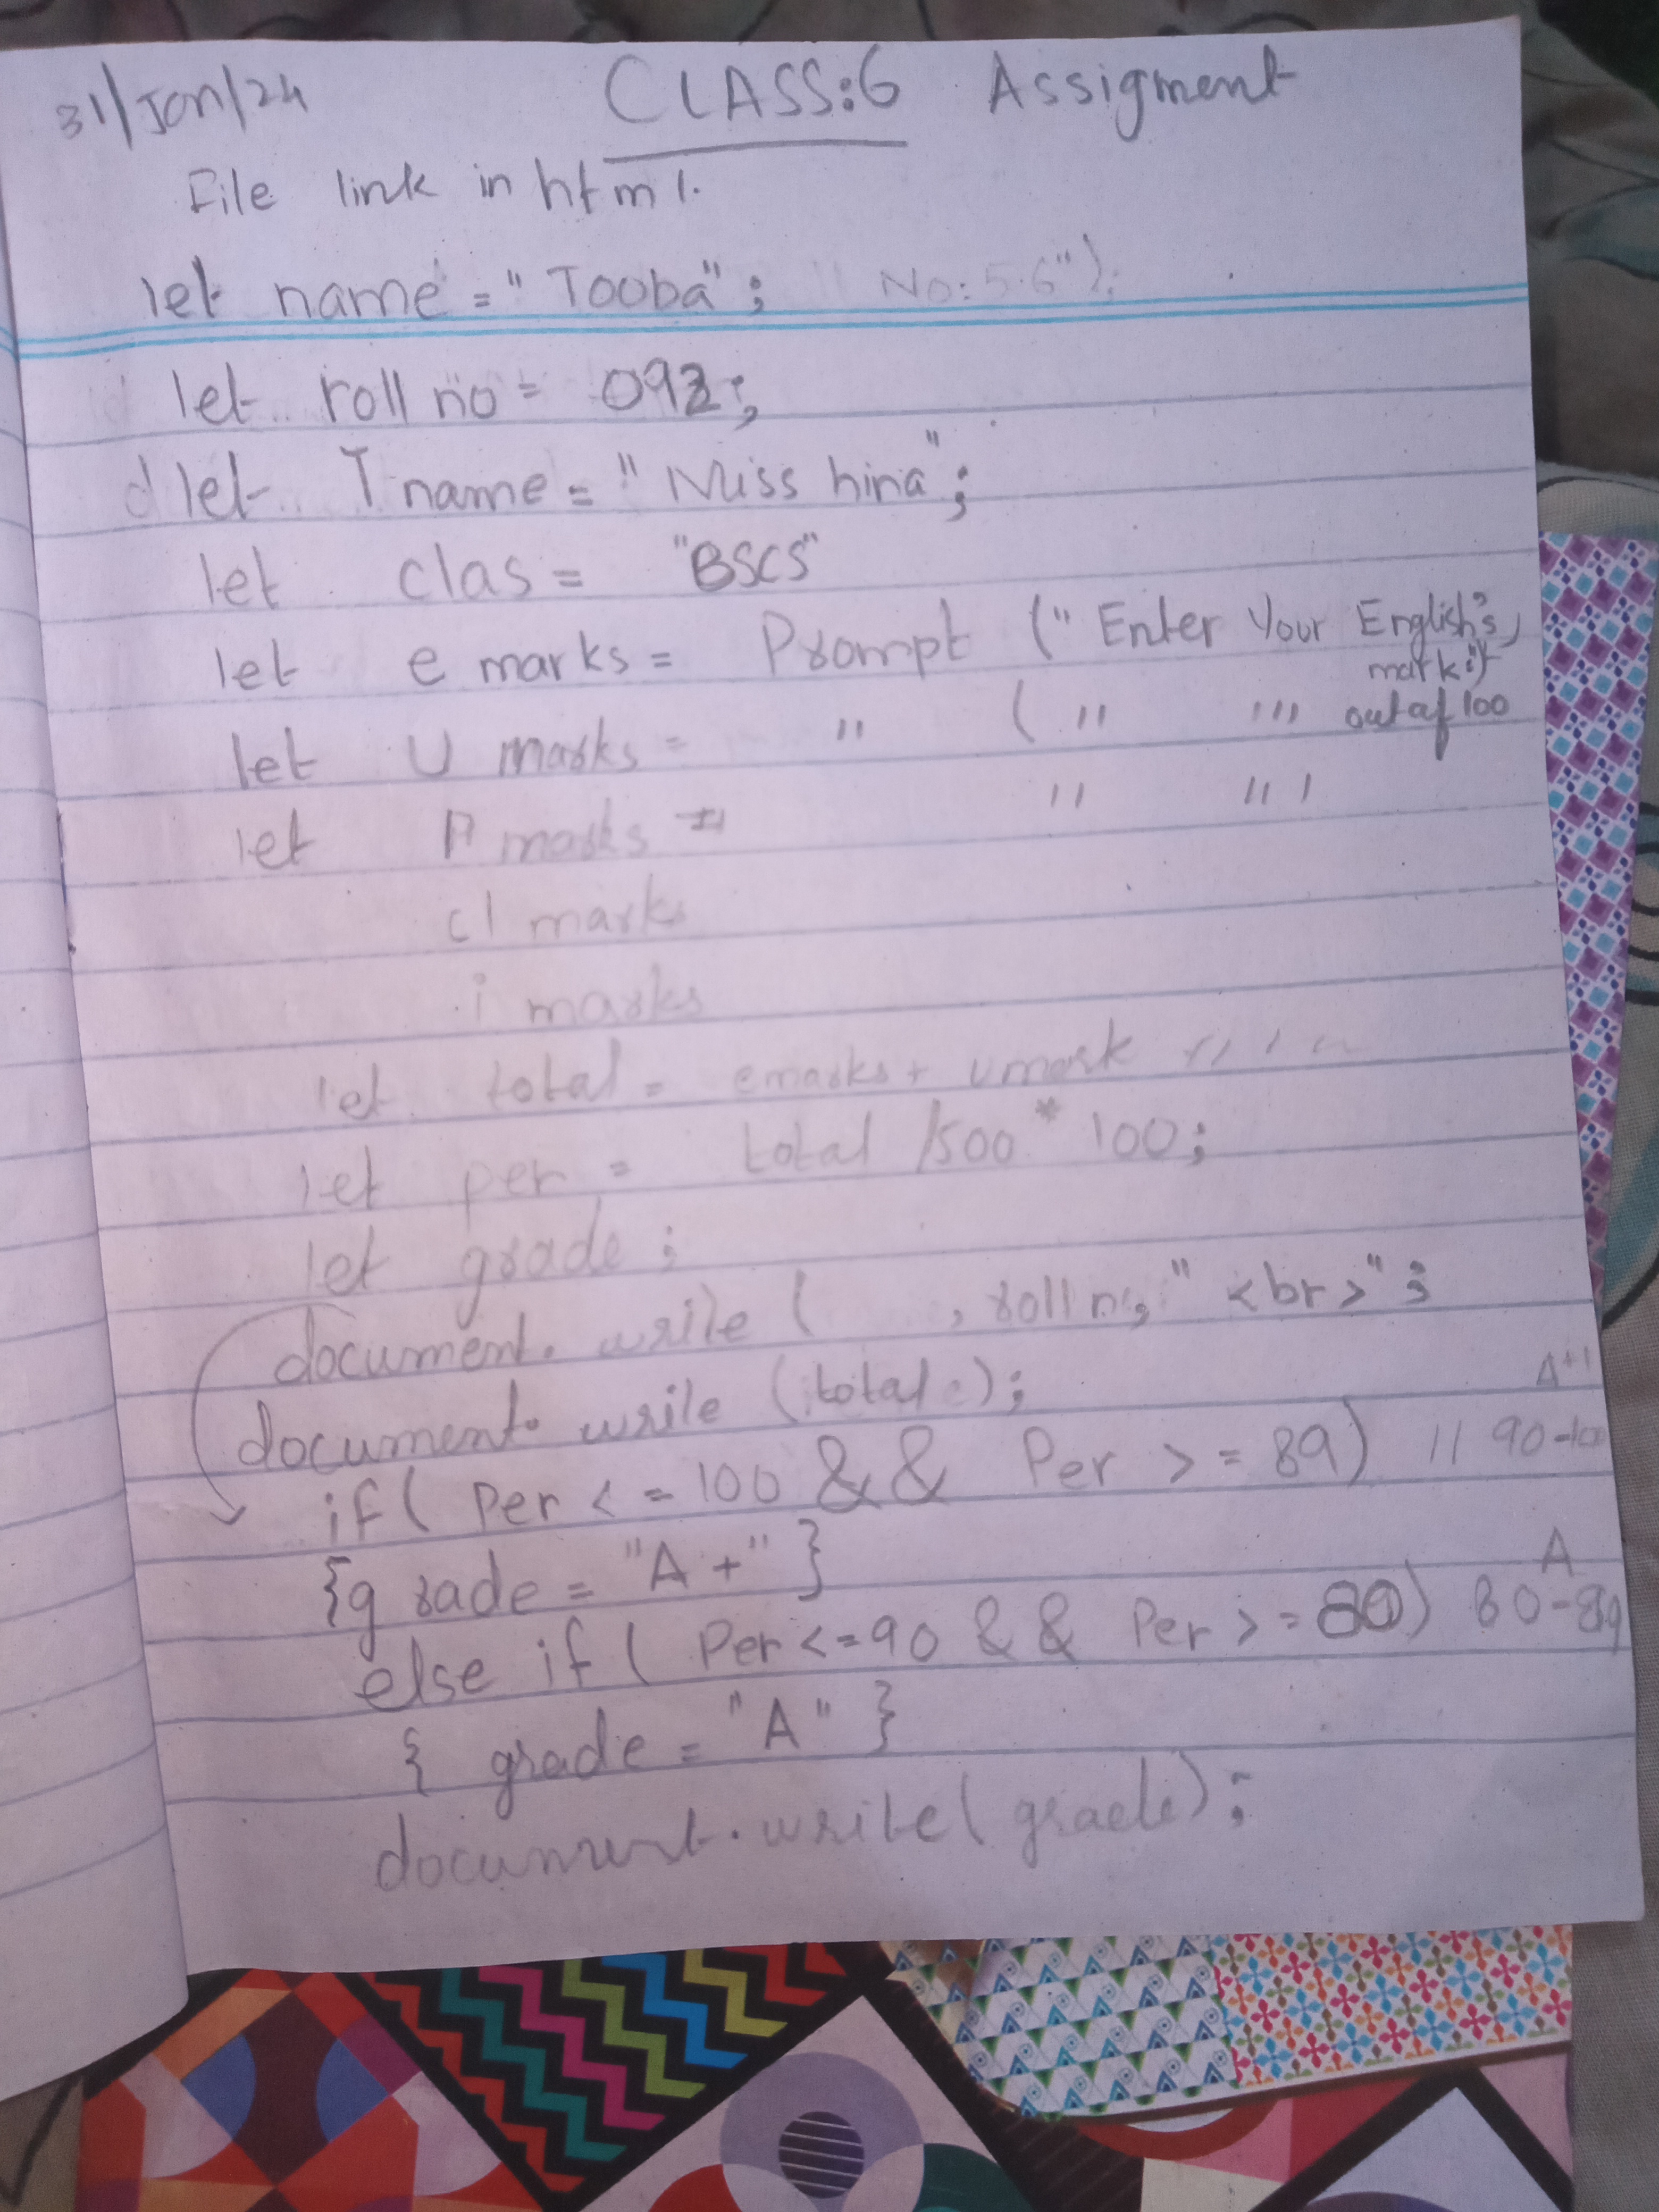 31/Jan/24 CLASS:6 Assigment
File link in html.
let name = "Tooba"; No: 5.6");
let roll no = 092;
d let T name = "Miss hina";
let clas = "BSCS"
let e marks = Prompt ("Enter Your English's
mark:")
let U marks = " ( " " ' out of 100
let P marks = " " '
cl marks
i marks
let total = emarks + umark
let per = total /500 * 100;
let grade;
document. write ( , roll no, "<br>";
document. write (total);
A+
if( Per <= 100 && Per >= 89) // 90-100
{grade = "A+" }
A
else if ( Per <= 90 && Per >= 80) 80-89
{ grade = "A" }
document. write( grade);